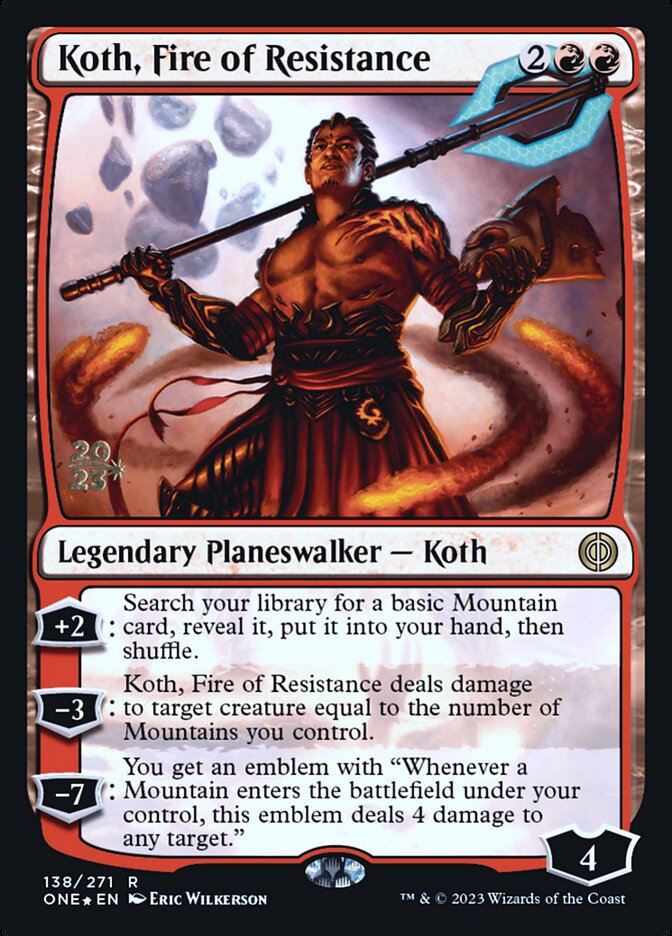 Koth, Fire of Resistance 2
20
23
Legendary Planeswalker — Koth
+2: Search your library for a basic Mountain
card, reveal it, put it into your hand, then
shuffle.
−3: Koth, Fire of Resistance deals damage
to target creature equal to the number of
Mountains you control.
−7: You get an emblem with “Whenever a
Mountain enters the battlefield under your
control, this emblem deals 4 damage to
any target.”
4
138/271 R
ONE★EN Eric Wilkerson
™ & © 2023 Wizards of the Coast